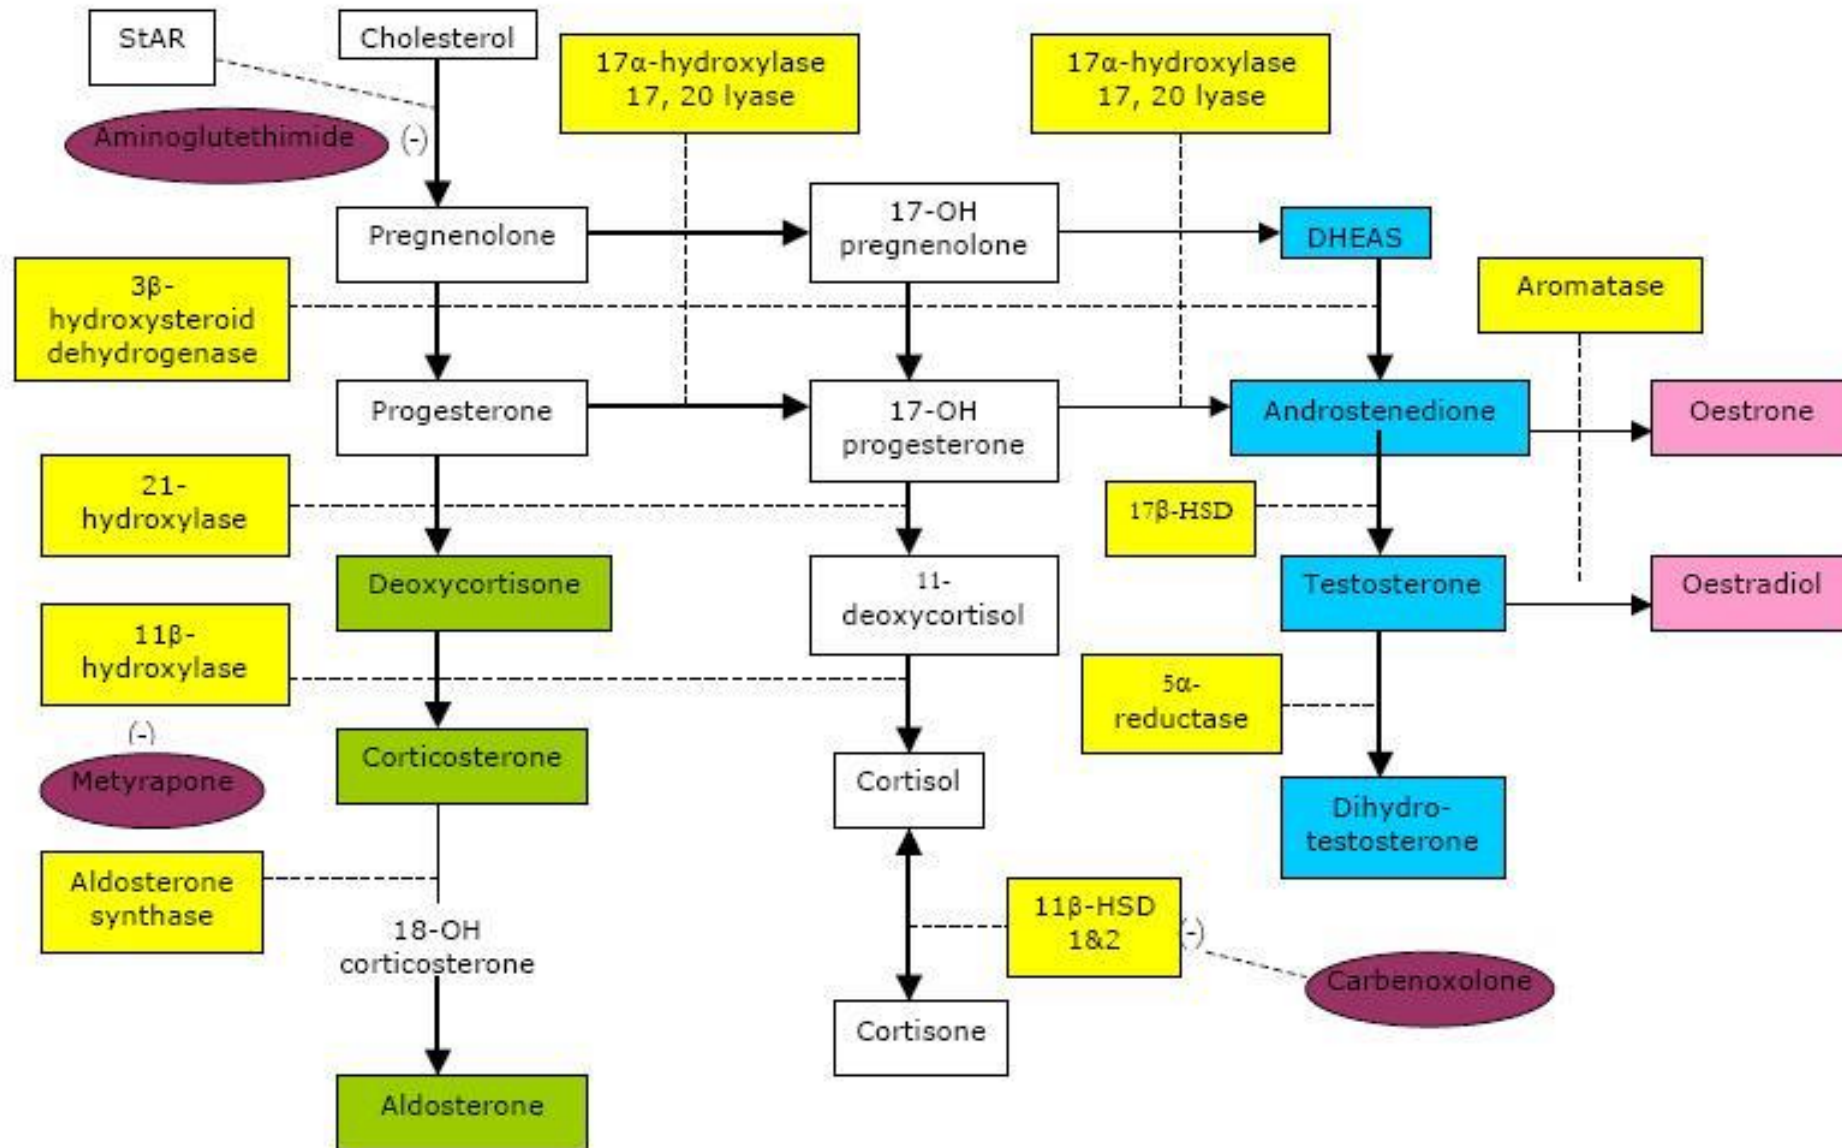 StAR
Cholesterol
17α-hydroxylase
17, 20 lyase
17α-hydroxylase
17, 20 lyase
Aminoglutethimide
(-)
Pregnenolone
17-OH
pregnenolone
DHEAS
3β-
hydroxysteroid
dehydrogenase
Aromatase
Progesterone
17-OH
progesterone
Androstenedione
Oestrone
21-
hydroxylase
17β-HSD
Deoxycortisone
11-
deoxycortisol
Testosterone
Oestradiol
11β-
hydroxylase
5α-
reductase
(-)
Metyrapone
Corticosterone
Cortisol
Dihydro-
testosterone
Aldosterone
synthase
18-OH
corticosterone
11β-HSD
1&2
(-)
Carbenoxolone
Cortisone
Aldosterone